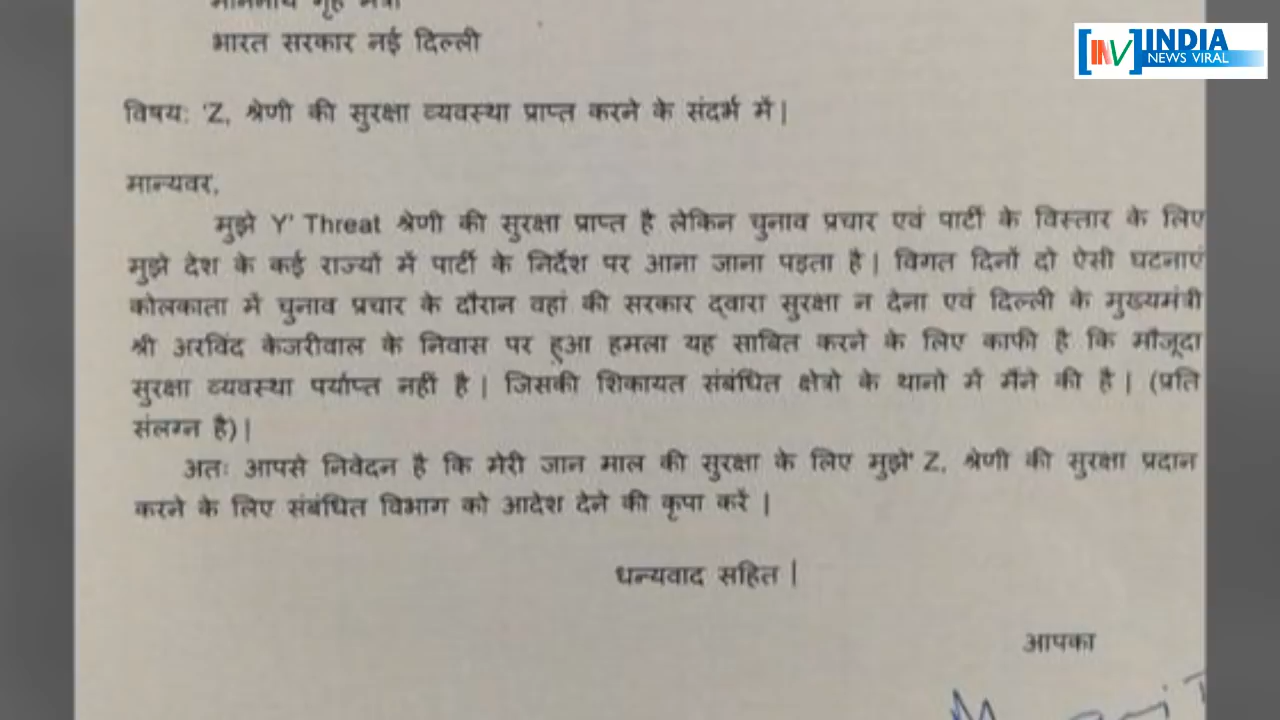 माननीय गृह मंत्री
भारत सरकार नई दिल्ली
[INV] INDIA
NEWS VIRAL
विषय: 'Z, श्रेणी की सुरक्षा व्यवस्था प्राप्त करने के संदर्भ में |
मान्यवर,
मुझे Y' Threat श्रेणी की सुरक्षा प्राप्त है लेकिन चुनाव प्रचार एवं पार्टी के विस्तार के लिए
मुझे देश के कई राज्यों में पार्टी के निर्देश पर आना जाना पड़ता है | विगत दिनों दो ऐसी घटनाएं
कोलकाता में चुनाव प्रचार के दौरान वहां की सरकार द्वारा सुरक्षा न देना एवं दिल्ली के मुख्यमंत्री
श्री अरविंद केजरीवाल के निवास पर हुआ हमला यह साबित करने के लिए काफी है कि मौजूदा
सुरक्षा व्यवस्था पर्याप्त नहीं है | जिसकी शिकायत संबंधित क्षेत्रो के थानो में मैंने की है | (प्रति
संलग्न है) |
अतः आपसे निवेदन है कि मेरी जान माल की सुरक्षा के लिए मुझे' Z, श्रेणी की सुरक्षा प्रदान
करने के लिए संबंधित विभाग को आदेश देने की कृपा करें |
धन्यवाद सहित |
आपका